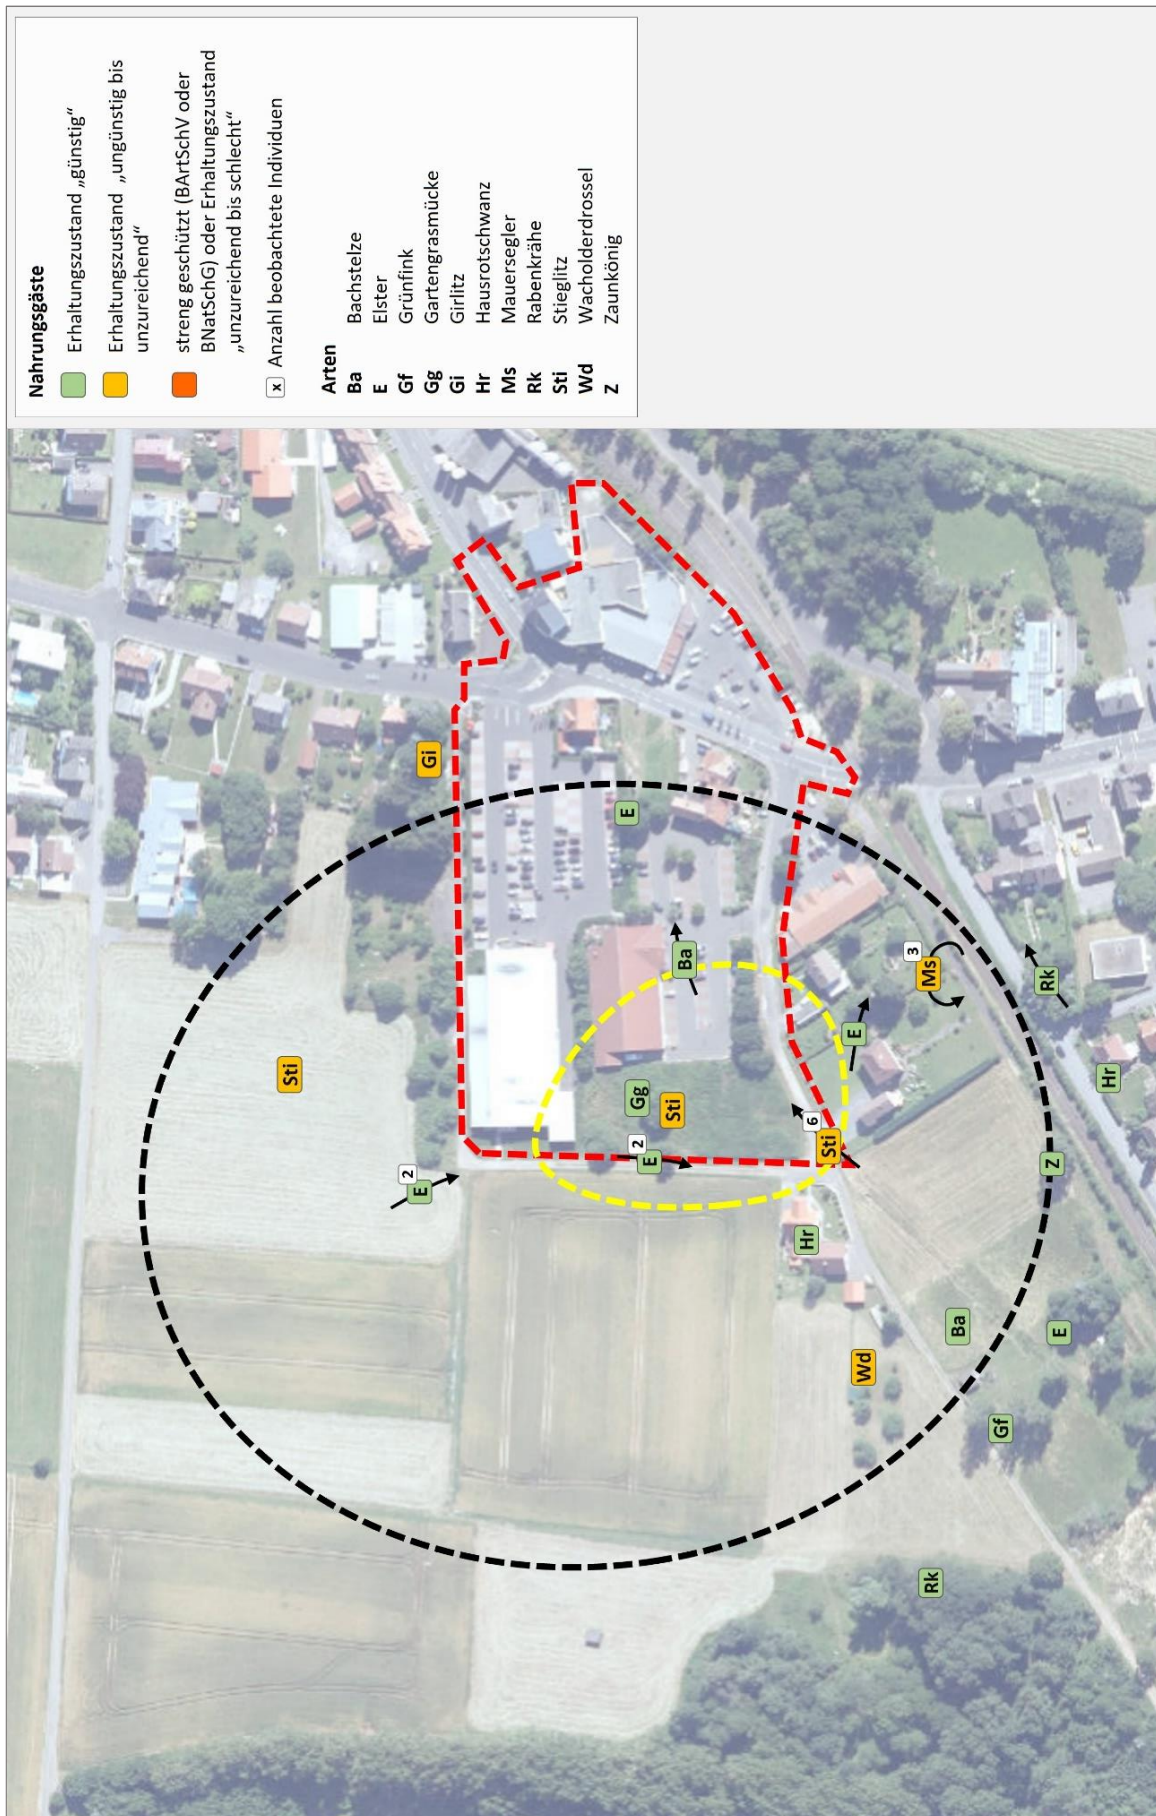 Nahrungsgäste
Erhaltungszustand „günstig“
Erhaltungszustand „ungünstig bis
unzureichend“
streng geschützt (BArtSchV oder
BNatSchG) oder Erhaltungszustand
„unzureichend bis schlecht“
x Anzahl beobachtete Individuen
Arten
Ba Bachstelze
E Elster
Gf Grünfink
Gg Gartengrasmücke
Gi Girlitz
Hr Hausrotschwanz
Ms Mauersegler
Rk Rabenkrähe
Sti Stieglitz
Wd Wacholderdrossel
Z Zaunkönig
Sti
Gi
2
E
E
Gg
Sti
2
E
Ba
6
Sti
Hr
E
3
Ms
Wd
Rk
Ba
Gf
E
Z
Rk
Hr